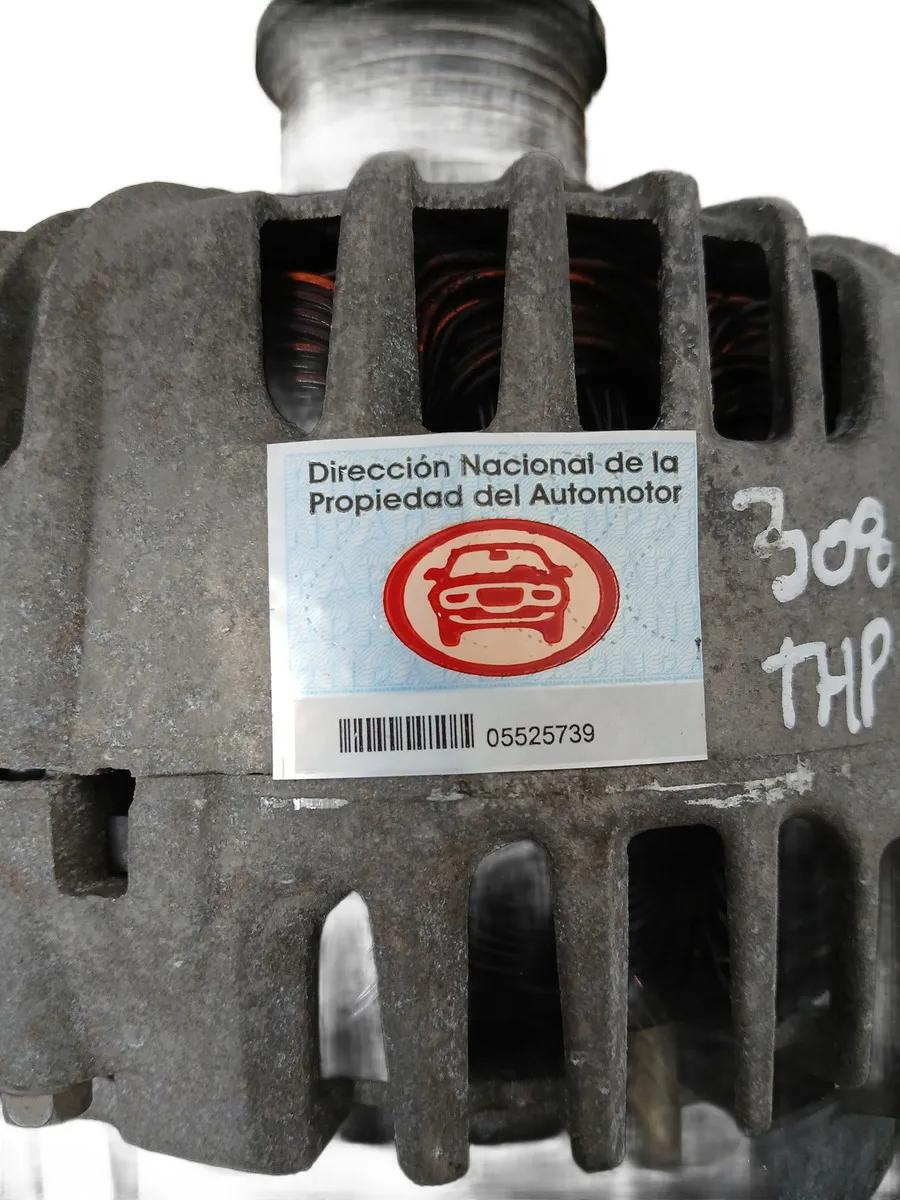 Dirección Nacional de la
Propiedad del Automotor
308
THP
05525739